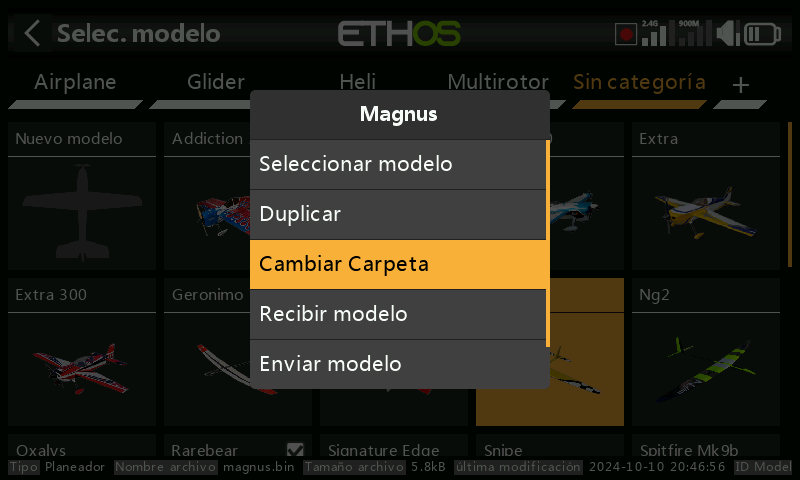 Selec. modelo
ETHOS
2.4G
900M
Airplane
Glider
Heli
Multirotor
Sin categoría
+
Magnus
Nuevo modelo
Addiction
Extra
Seleccionar modelo
Duplicar
Cambiar Carpeta
Extra 300
Geronimo
Ng2
Recibir modelo
Enviar modelo
Oxalys
Rarebear
Signature Edge
Snipe
Spitfire Mk9b
Tipo Planeador Nombre archivo magnus.bin Tamaño archivo 5.8kB última modificación 2024-10-10 20:46:56 ID Model